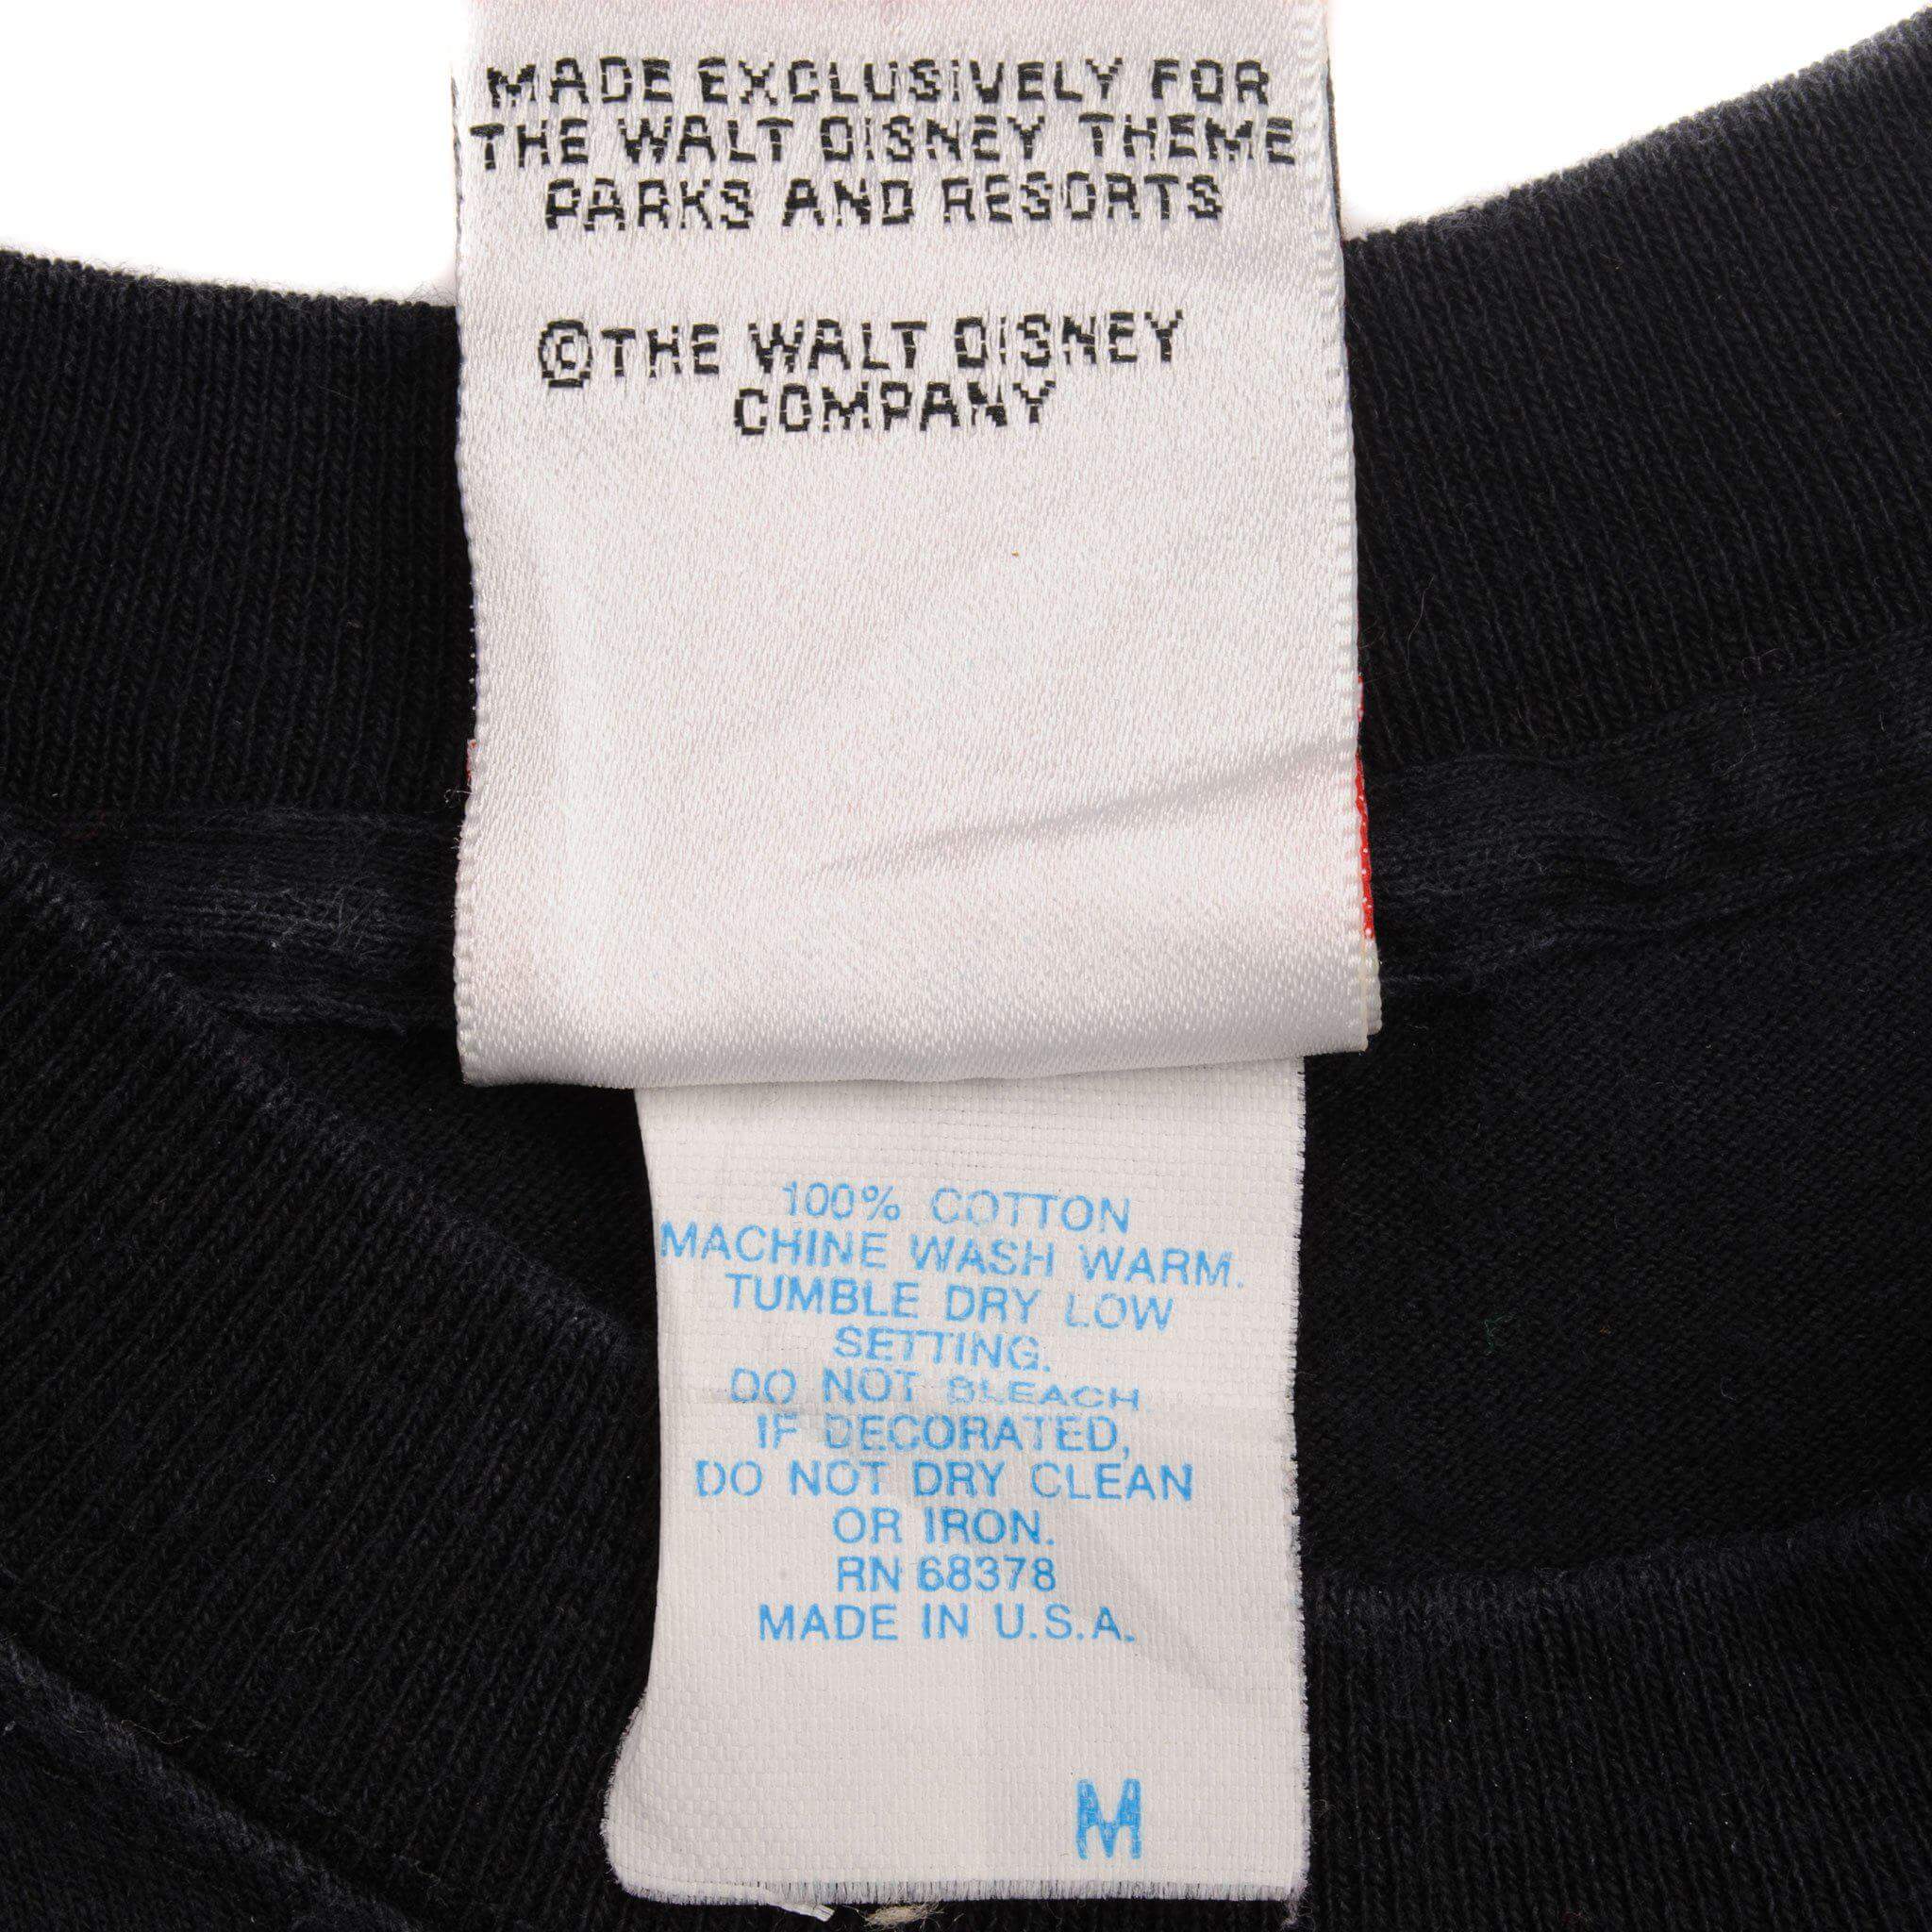 MADE EXCLUSIVELY FOR
THE WALT DISNEY THEME
PARKS AND RESORTS
©THE WALT DISNEY
COMPANY
100% COTTON
MACHINE WASH WARM.
TUMBLE DRY LOW
SETTING.
DO NOT BLEACH
IF DECORATED,
DO NOT DRY CLEAN
OR IRON.
RN 68378
MADE IN U.S.A.
M